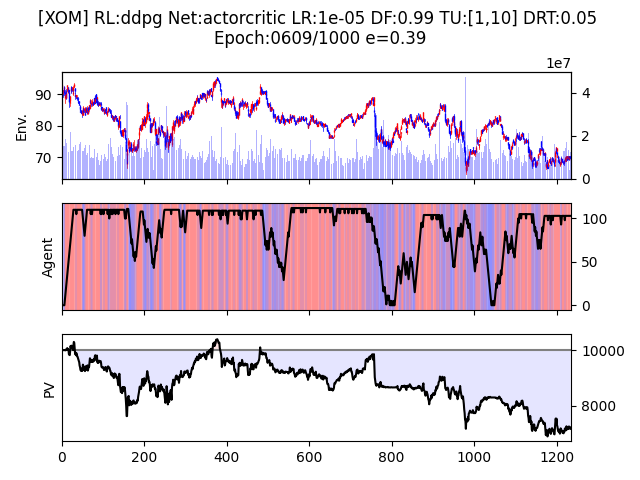 [XOM] RL:ddpg Net:actorcritic LR:1e-05 DF:0.99 TU:[1,10] DRT:0.05
Epoch:0609/1000 e=0.39
1e7
90
80
70
Env.
4
2
0
Agent
100
50
0
PV
10000
8000
0 200 400 600 800 1000 1200